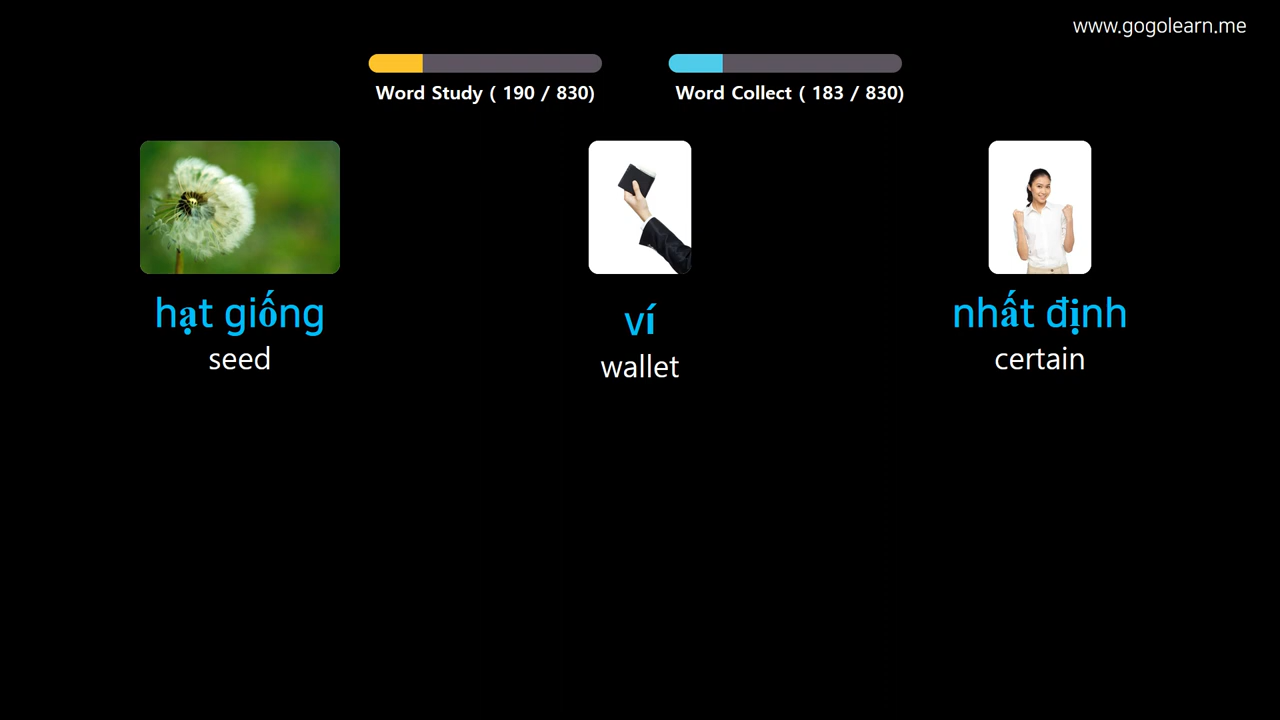 www.gogolearn.me
Word Study ( 190 / 830)
Word Collect ( 183 / 830)
hạt giống
seed
ví
wallet
nhất định
certain